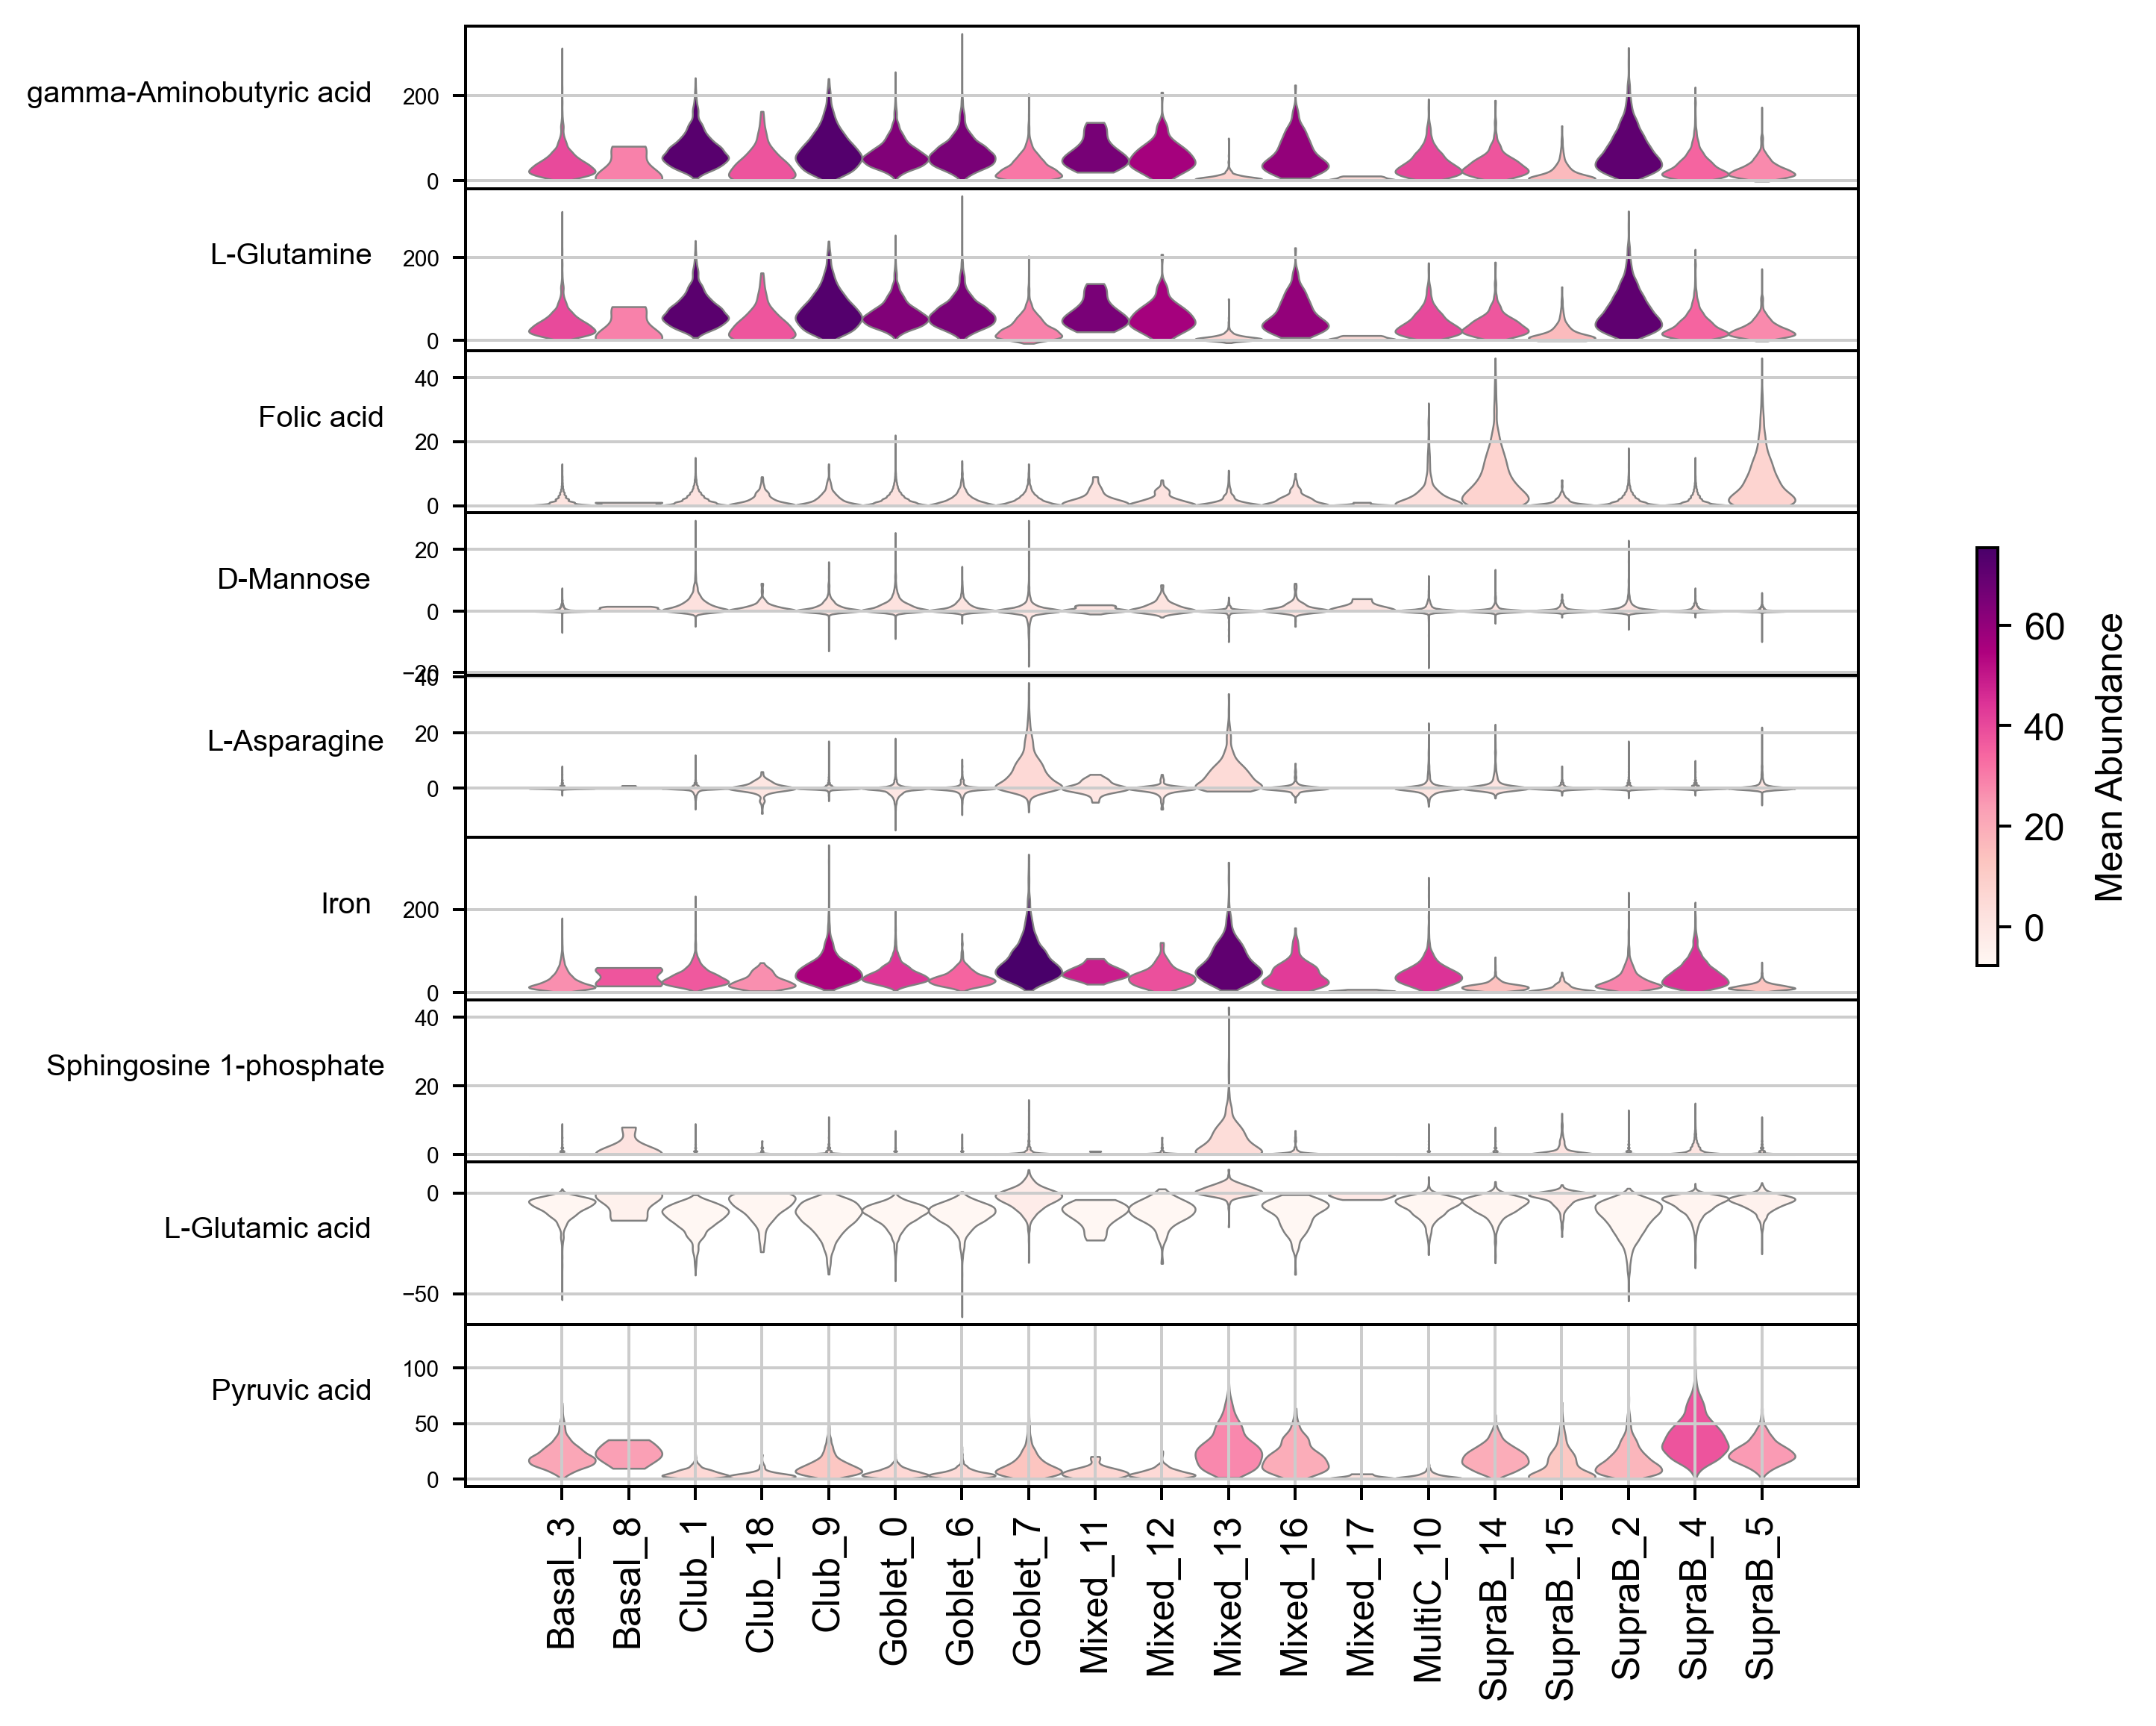 gamma-Aminobutyric acid
200
0
L-Glutamine
200
0
Folic acid
40
20
0
D-Mannose
20
0
−20
L-Asparagine
40
20
0
Iron
200
0
Sphingosine 1-phosphate
40
20
0
L-Glutamic acid
0
−50
Pyruvic acid
100
50
0
Basal_3
Basal_8
Club_1
Club_18
Club_9
Goblet_0
Goblet_6
Goblet_7
Mixed_11
Mixed_12
Mixed_13
Mixed_16
Mixed_17
MultiC_10
SupraB_14
SupraB_15
SupraB_2
SupraB_4
SupraB_5
60
40
20
0
Mean Abundance